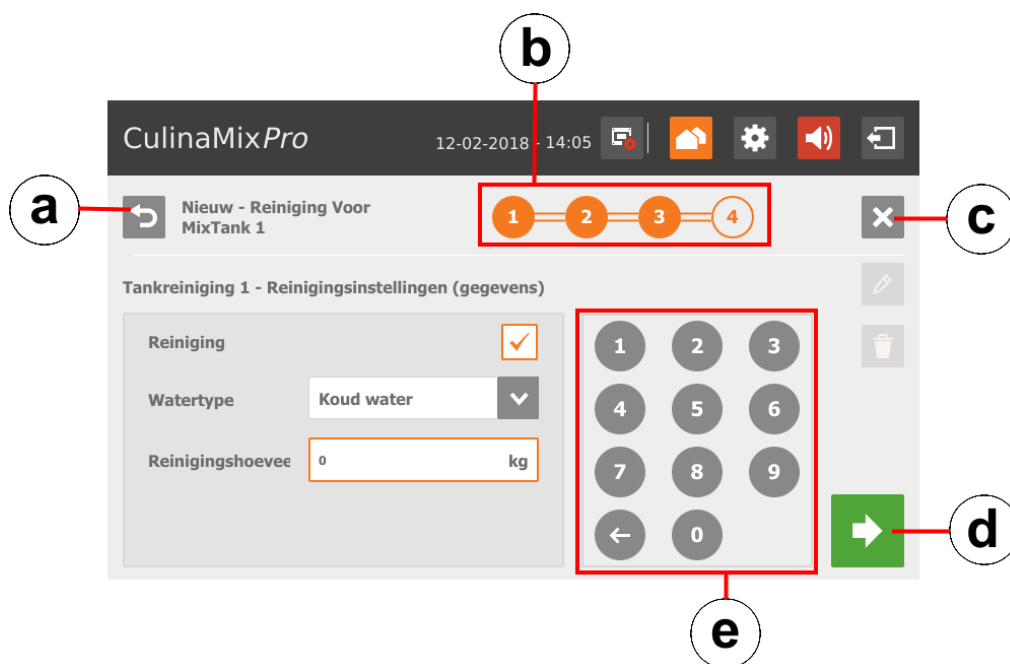 b
CulinaMixPro
12-02-2018 - 14:05
a
Nieuw - Reiniging Voor
MixTank 1
1 2 3 4
c
Tankreiniging 1 - Reinigingsinstellingen (gegevens)
Reiniging
Watertype Koud water
Reinigingshoevee 0 kg
1 2 3
4 5 6
7 8 9
0
d
e